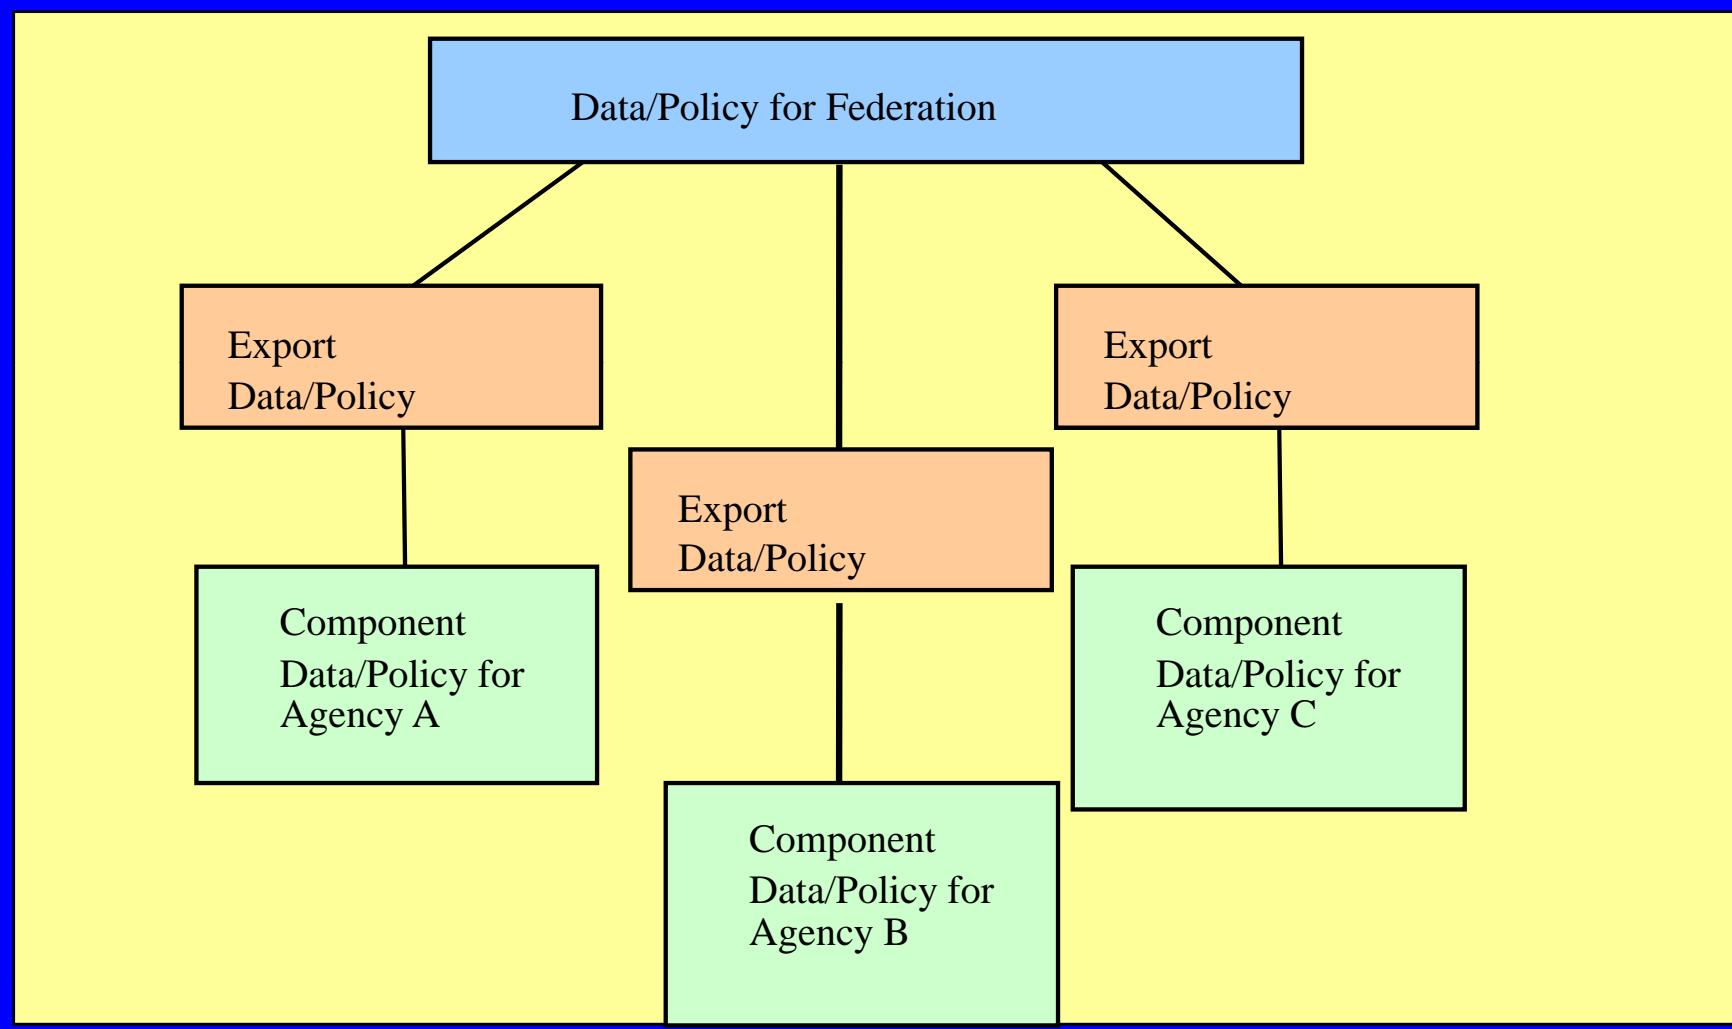 Data/Policy for Federation
Export
Data/Policy
Export
Data/Policy
Export
Data/Policy
Component
Data/Policy for
Agency A
Component
Data/Policy for
Agency C
Component
Data/Policy for
Agency B